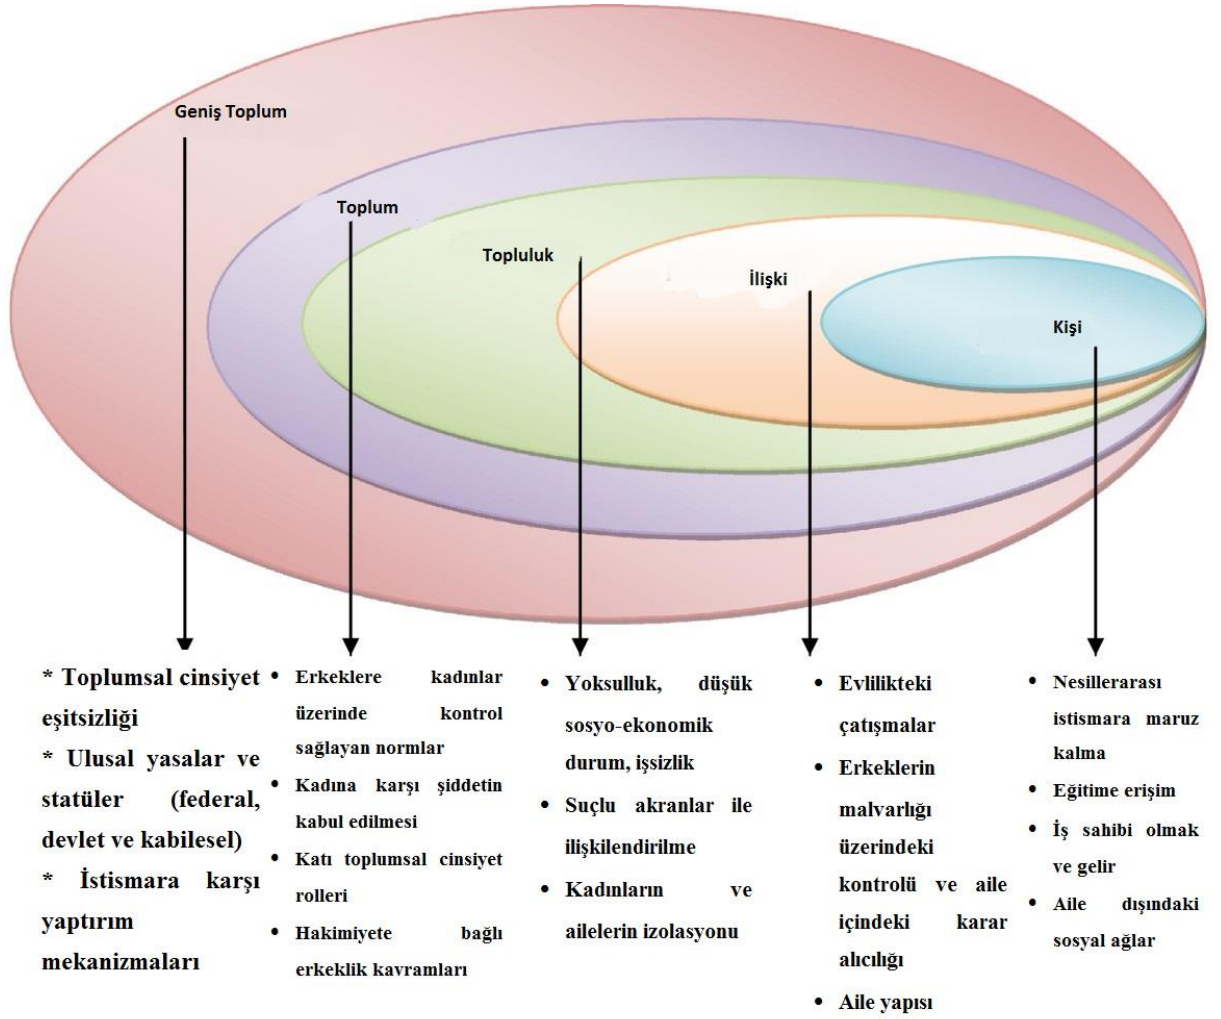 Geniş Toplum
Toplum
Topluluk
İlişki
Kişi
* Toplumsal cinsiyet
eşitsizliği
* Ulusal yasalar ve
statüler (federal,
devlet ve kabilesel)
* İstismara karşı
yaptırım
mekanizmaları
• Erkeklere kadınlar
üzerinde kontrol
sağlayan normlar
• Kadına karşı şiddetin
kabul edilmesi
• Katı toplumsal cinsiyet
rolleri
• Hakimiyete bağlı
erkeklik kavramları
• Yoksulluk, düşük
sosyo-ekonomik
durum, işsizlik
• Suçlu akranlar ile
ilişkilendirilme
• Kadınların ve
ailelerin izolasyonu
• Evlilikteki
çatışmalar
• Erkeklerin
malvarlığı
üzerindeki
kontrolü ve aile
içindeki karar
alıcılığı
• Aile yapısı
• Nesillerarası
istismara maruz
kalma
• Eğitime erişim
• İş sahibi olmak
ve gelir
• Aile dışındaki
sosyal ağlar